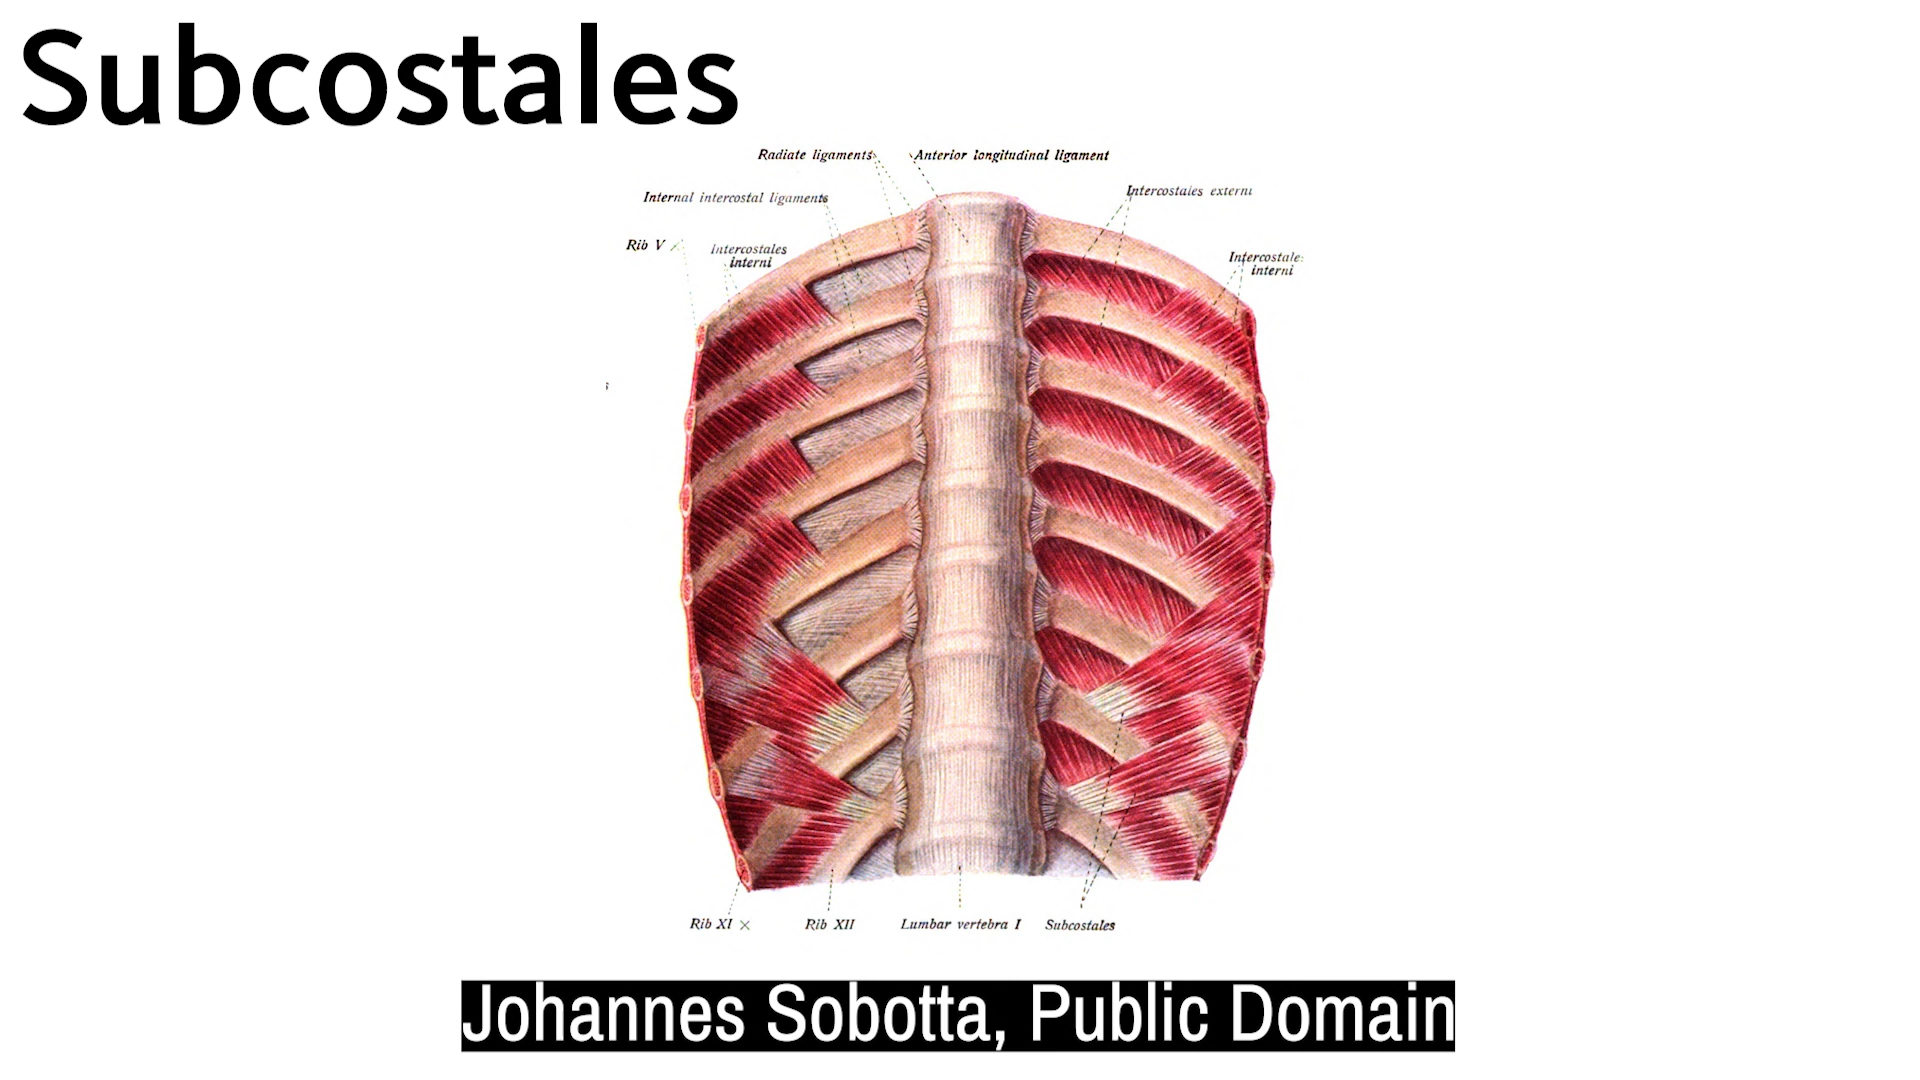 Subcostales
Radiate ligaments
Anterior longitudinal ligament
Internal intercostal ligaments
Intercostales externi
Rib V ×
Intercostales
interni
Intercostales
interni
Rib XI ×
Rib XII
Lumbar vertebra I
Subcostales
Johannes Sobotta, Public Domain